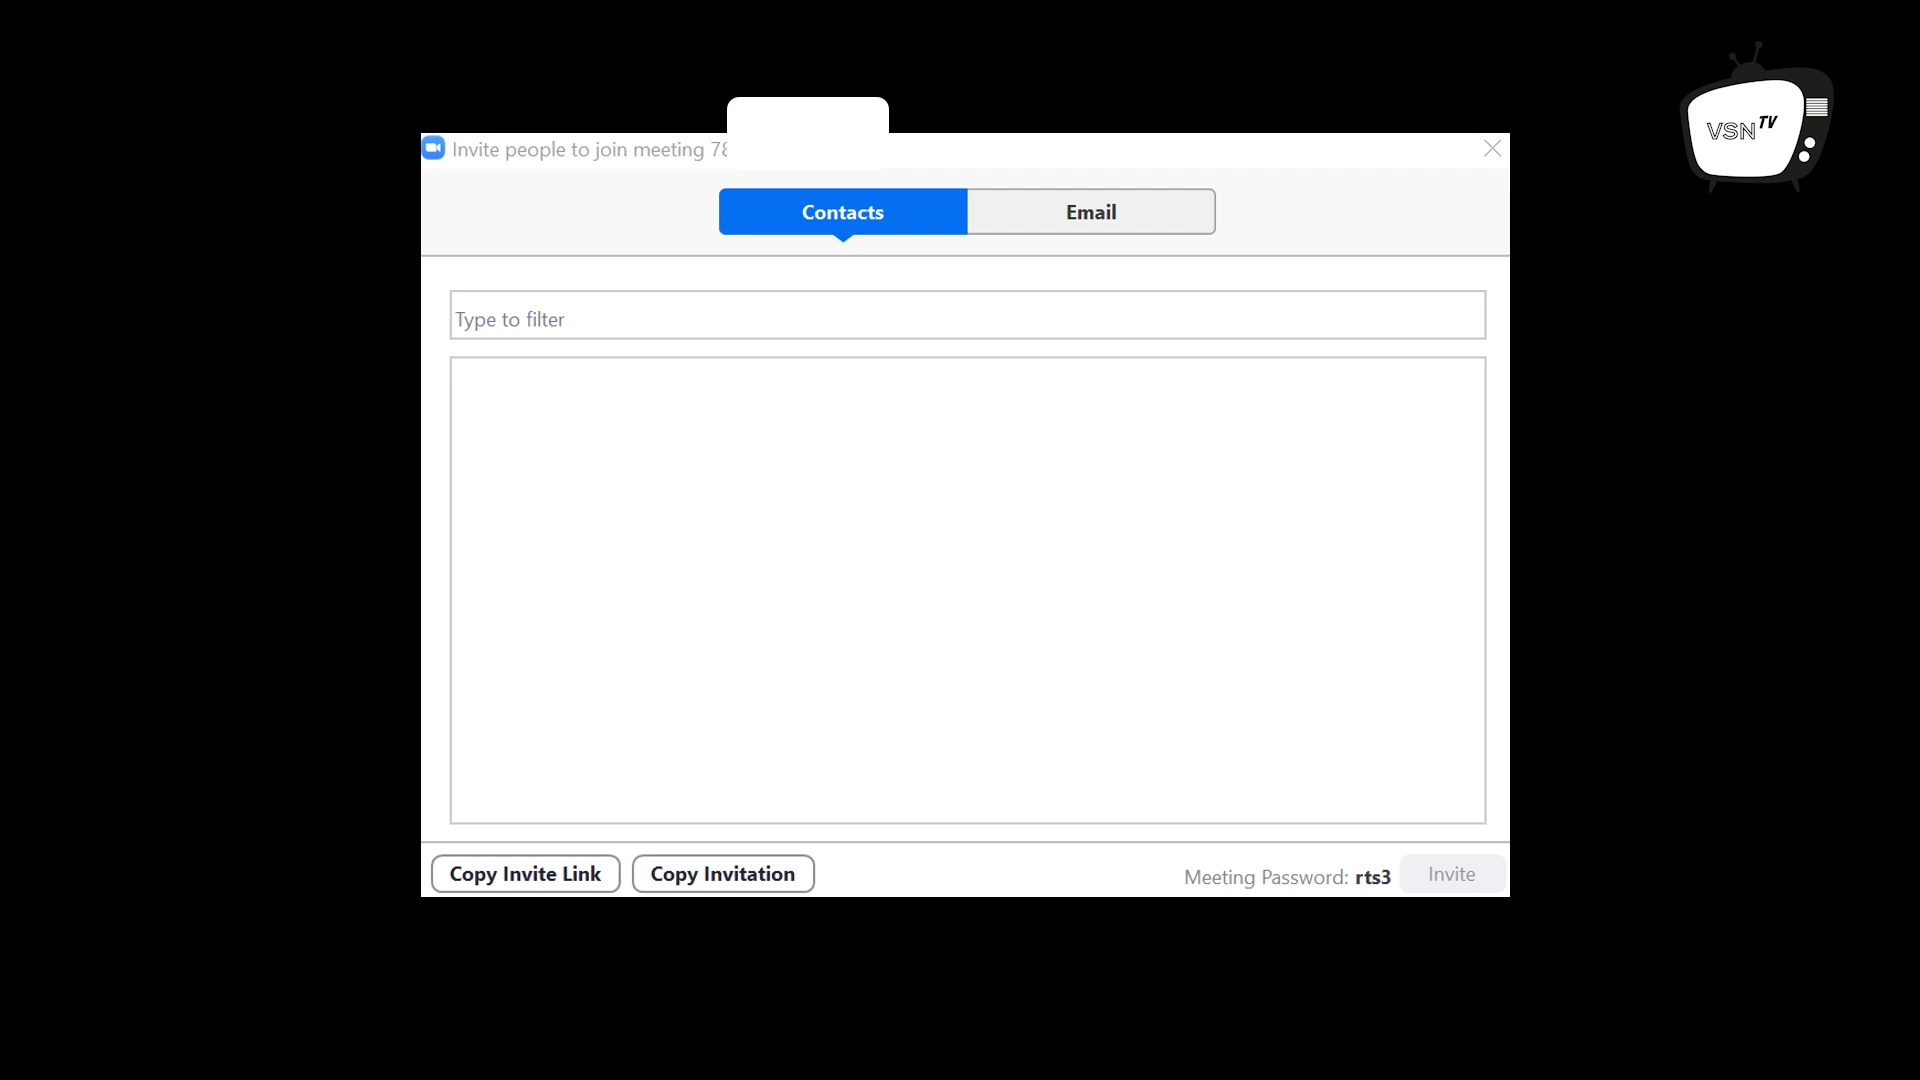 VSN TV
Invite people to join meeting 78
Contacts
Email
Type to filter
Copy Invite Link
Copy Invitation
Meeting Password: rts3
Invite